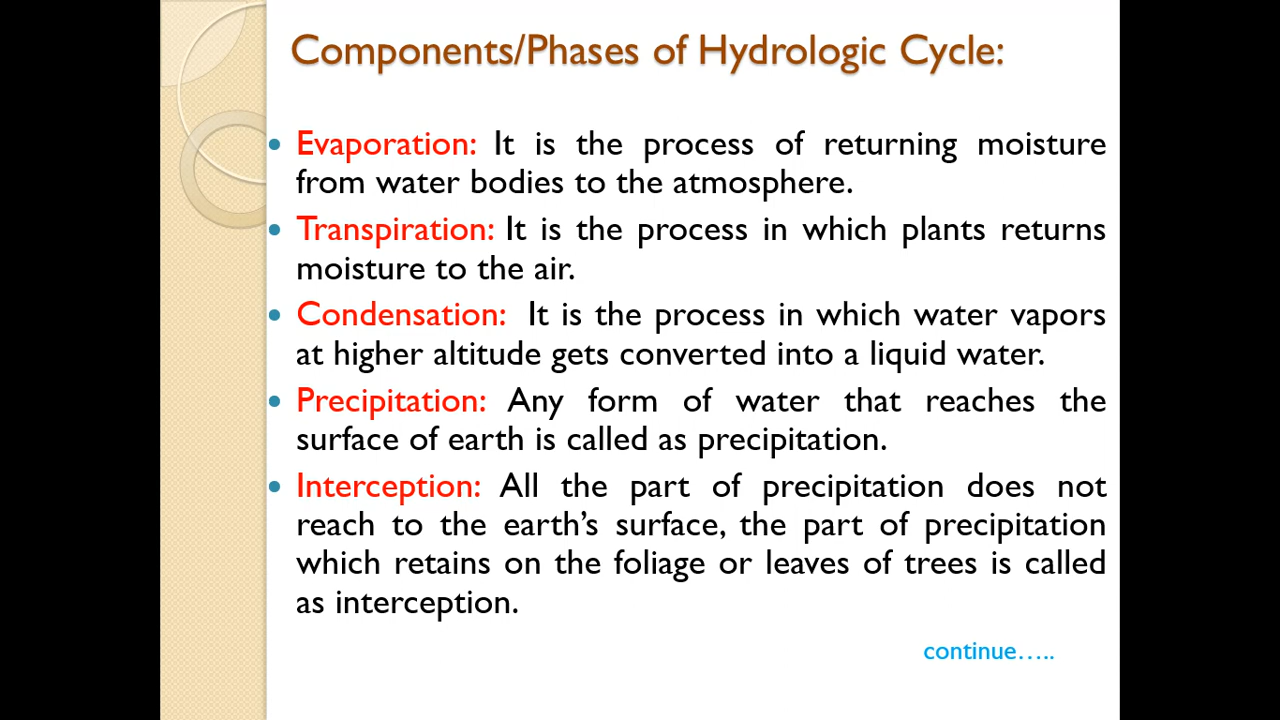 Components/Phases of Hydrologic Cycle:
• Evaporation: It is the process of returning moisture
from water bodies to the atmosphere.
• Transpiration: It is the process in which plants returns
moisture to the air.
• Condensation: It is the process in which water vapors
at higher altitude gets converted into a liquid water.
• Precipitation: Any form of water that reaches the
surface of earth is called as precipitation.
• Interception: All the part of precipitation does not
reach to the earth’s surface, the part of precipitation
which retains on the foliage or leaves of trees is called
as interception.
continue…..